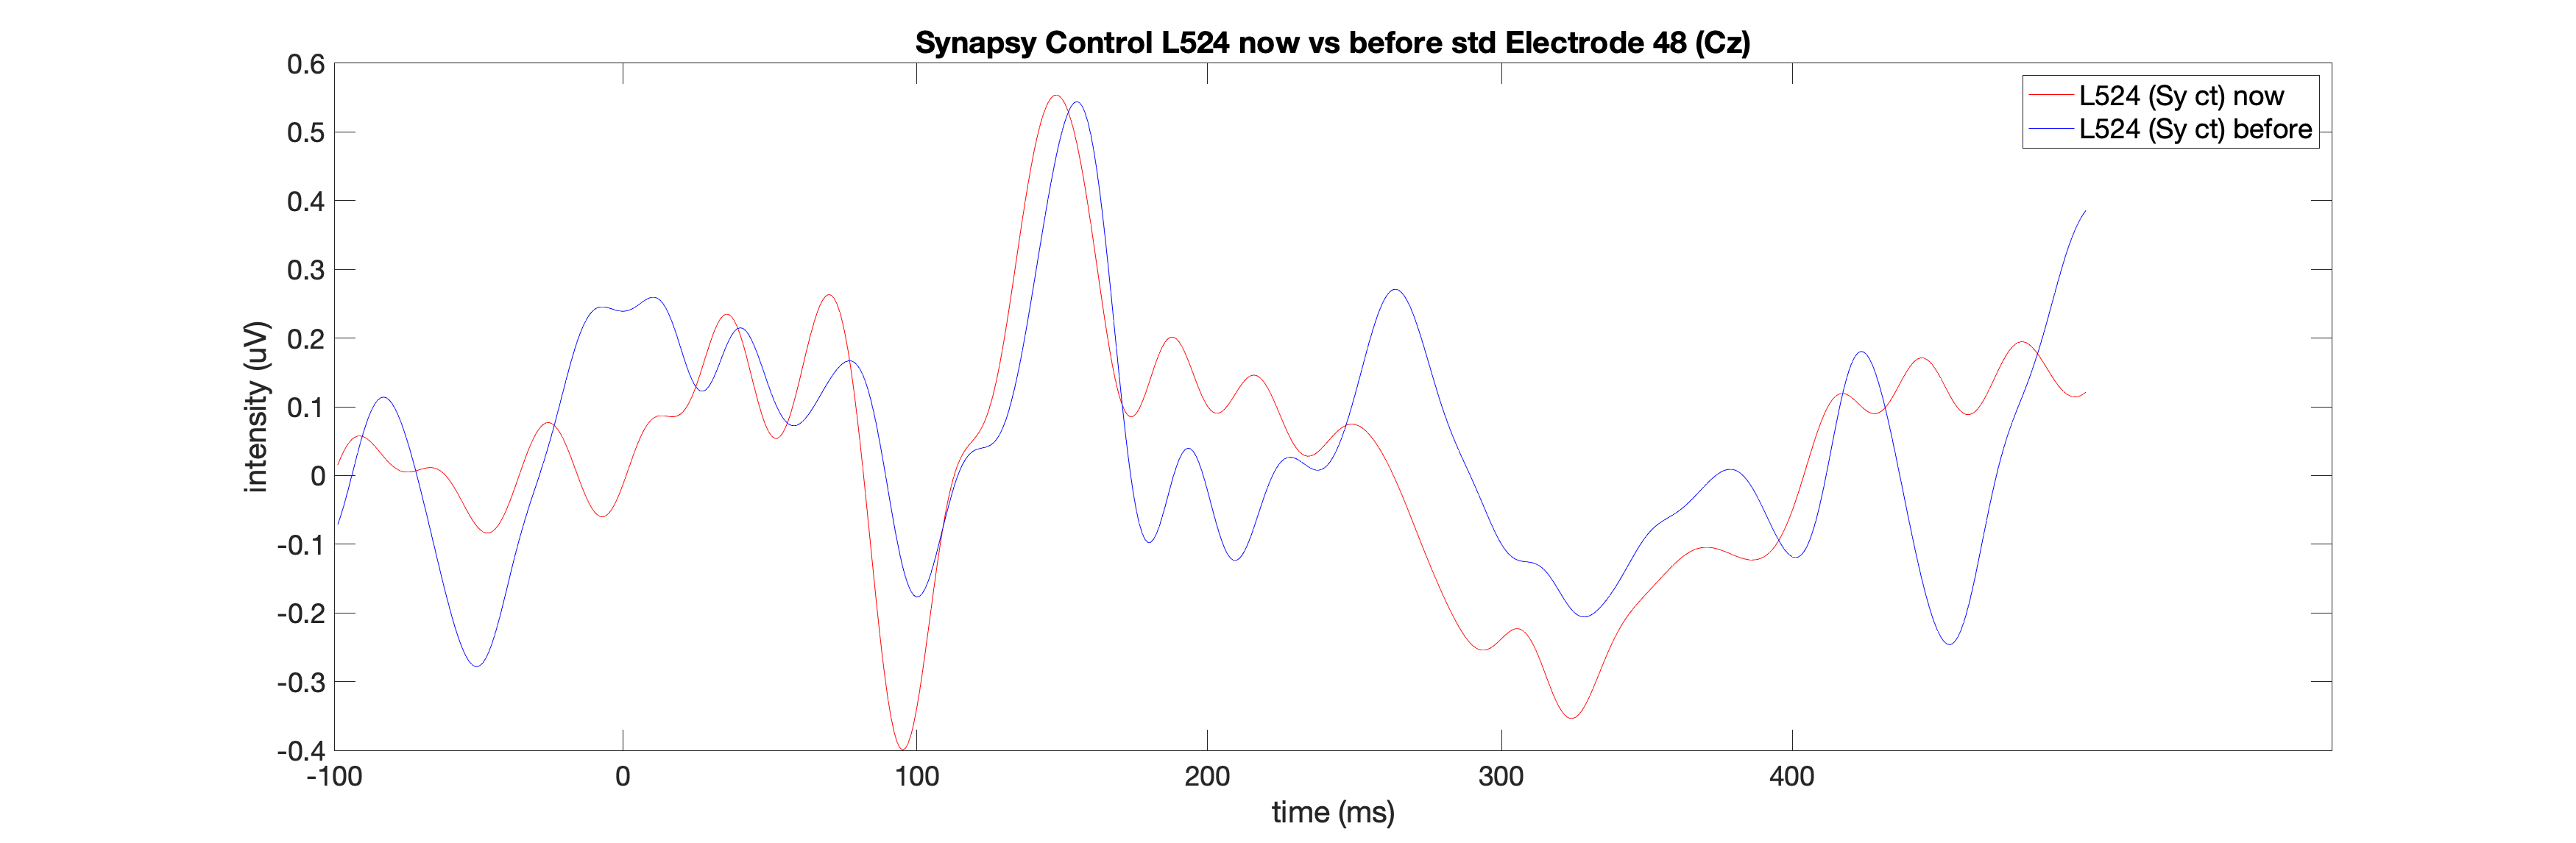 Synapsy Control L524 now vs before std Electrode 48 (Cz)
L524 (Sy ct) now
L524 (Sy ct) before
intensity (uV)
0.6
0.5
0.4
0.3
0.2
0.1
0
-0.1
-0.2
-0.3
-0.4
-100 0 100 200 300 400
time (ms)